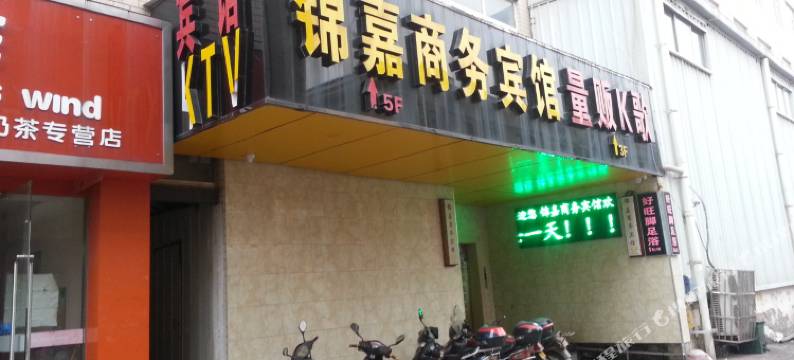 wind
奶茶专营店
宾馆
KTV
锦嘉商务宾馆
5F
量贩K歌
3F
迎您 锦嘉商务宾馆欢
一天!!!
好旺脚足浴